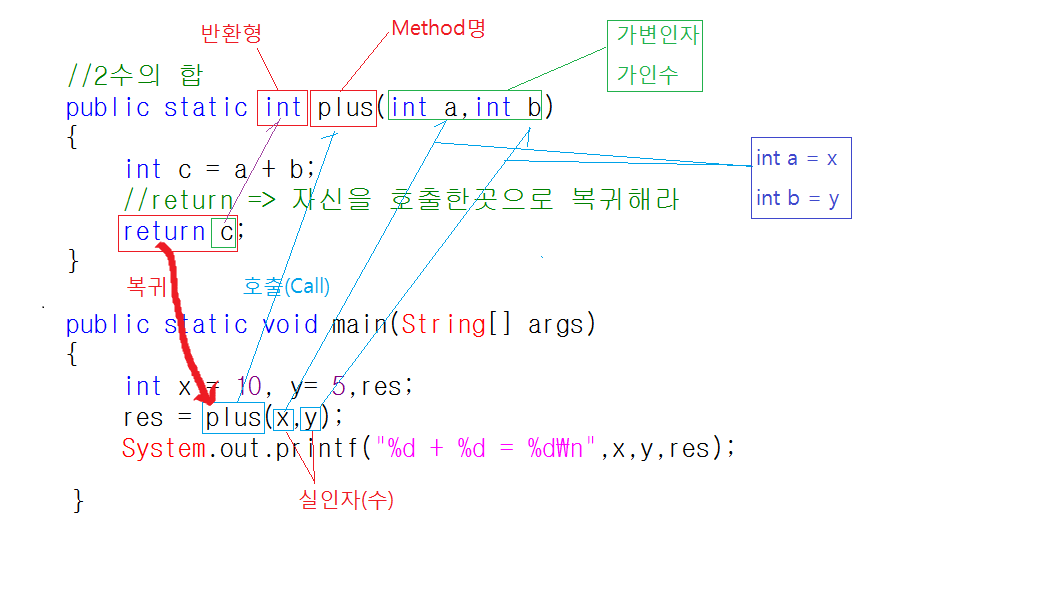 반환형
Method명
가변인자
가인수
//2수의 합
public static int plus(int a,int b)
{
int c = a + b;
int a = x
//return => 자신을 호출한곳으로 복귀해라
int b = y
return c;
}
복귀
호출(Call)
public static void main(String[] args)
{
int x = 10, y= 5,res;
res = plus(x,y);
System.out.printf("%d + %d = %d₩n",x,y,res);
실인자(수)
}